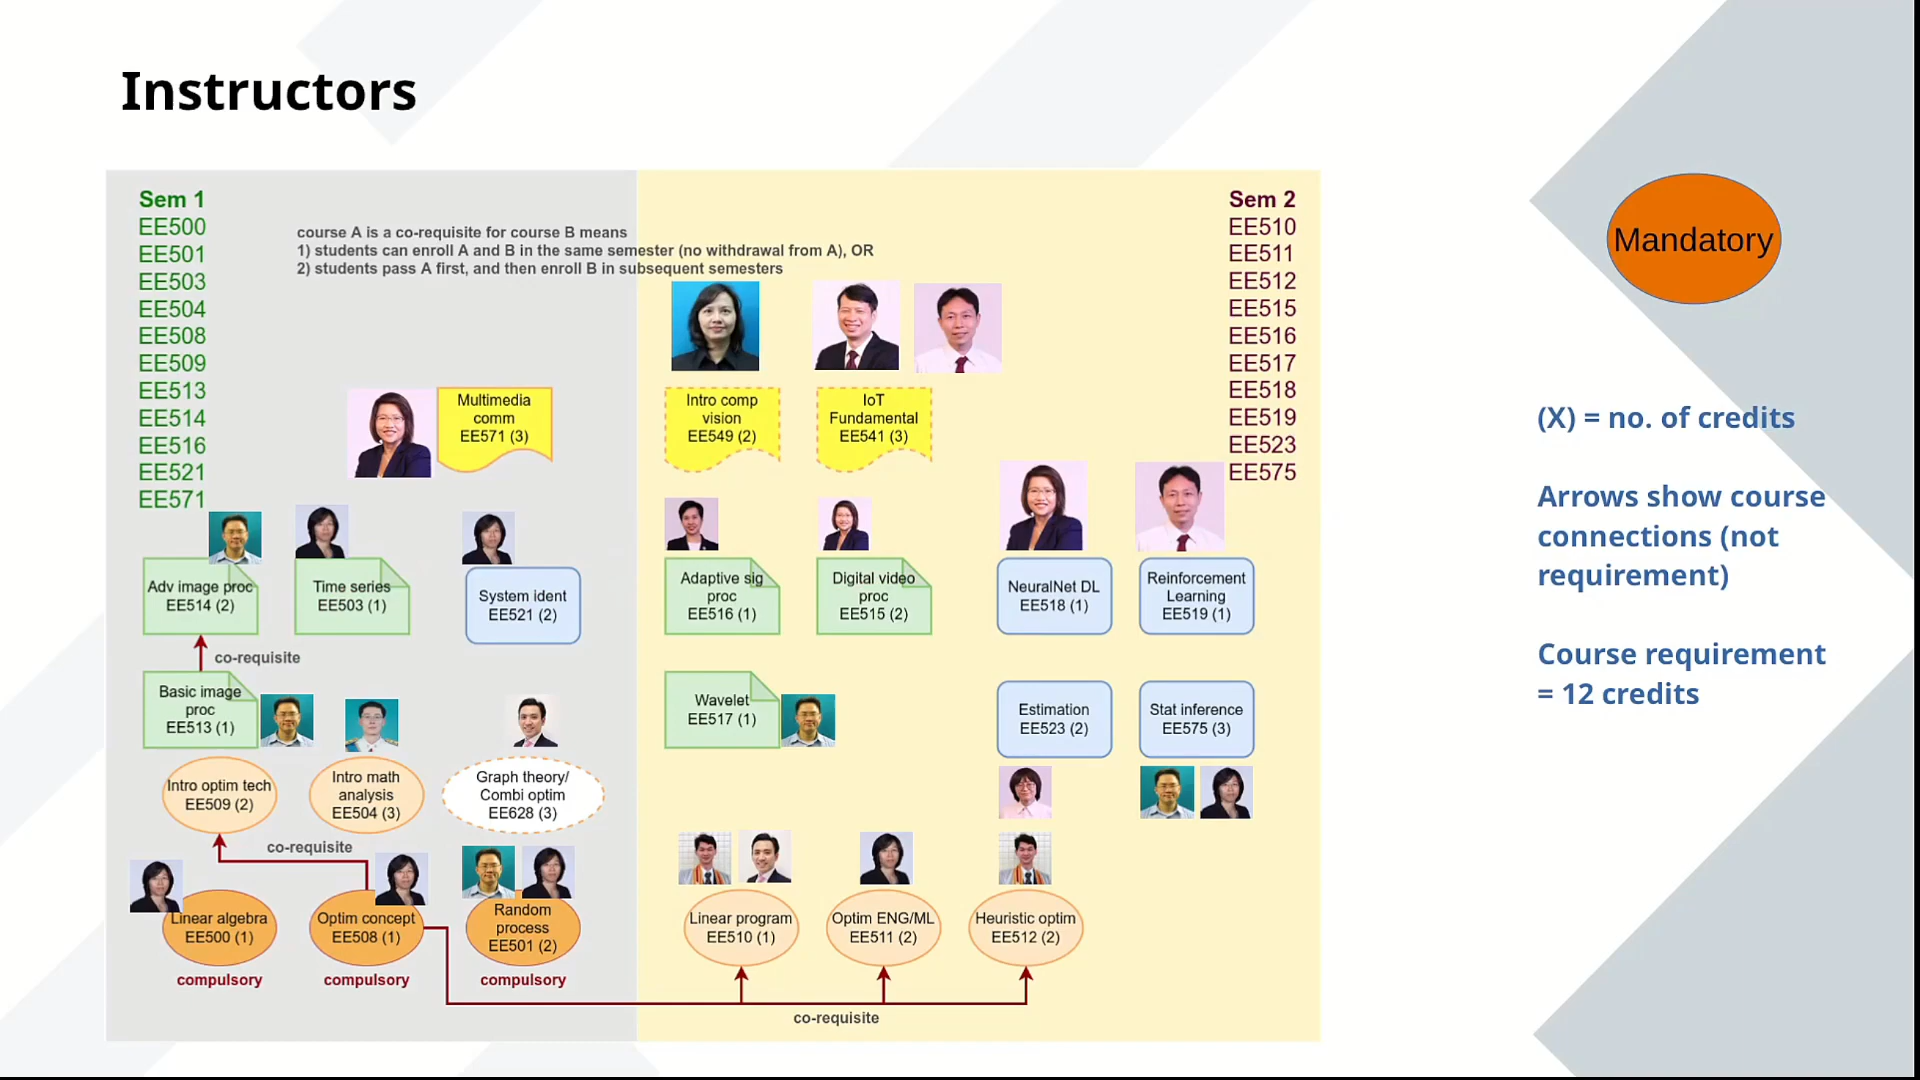 Instructors
Sem 1
EE500
EE501
EE503
EE504
EE508
EE509
EE513
EE514
EE516
EE521
EE571
course A is a co-requisite for course B means
1) students can enroll A and B in the same semester (no withdrawal from A), OR
2) students pass A first, and then enroll B in subsequent semesters
Sem 2
EE510
EE511
EE512
EE515
EE516
EE517
EE518
EE519
EE523
EE575
Multimedia
comm
EE571 (3)
Intro comp
vision
EE549 (2)
IoT
Fundamental
EE541 (3)
Adv image proc
EE514 (2)
Time series
EE503 (1)
System ident
EE521 (2)
Adaptive sig
proc
EE516 (1)
Digital video
proc
EE515 (2)
NeuralNet DL
EE518 (1)
Reinforcement
Learning
EE519 (1)
co-requisite
Basic image
proc
EE513 (1)
Wavelet
EE517 (1)
Estimation
EE523 (2)
Stat inference
EE575 (3)
Intro optim tech
EE509 (2)
Intro math
analysis
EE504 (3)
Graph theory/
Combi optim
EE628 (3)
co-requisite
Linear algebra
EE500 (1)
compulsory
Optim concept
EE508 (1)
compulsory
Random
process
EE501 (2)
compulsory
Linear program
EE510 (1)
Optim ENG/ML
EE511 (2)
Heuristic optim
EE512 (2)
co-requisite
Mandatory
(X) = no. of credits
Arrows show course
connections (not
requirement)
Course requirement
= 12 credits